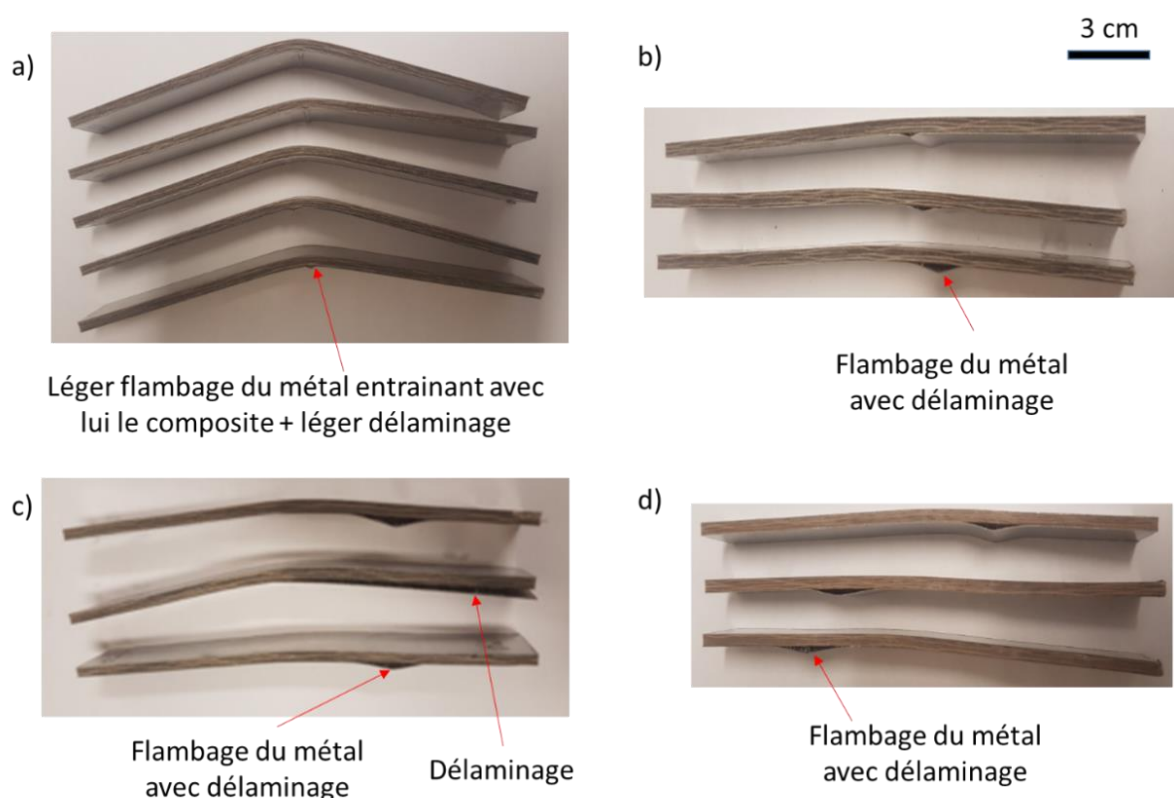 3 cm
a)
b)
Léger flambage du métal entrainant avec
lui le composite + léger délaminage
Flambage du métal
avec délaminage
c)
d)
Flambage du métal
avec délaminage
Délaminage
Flambage du métal
avec délaminage